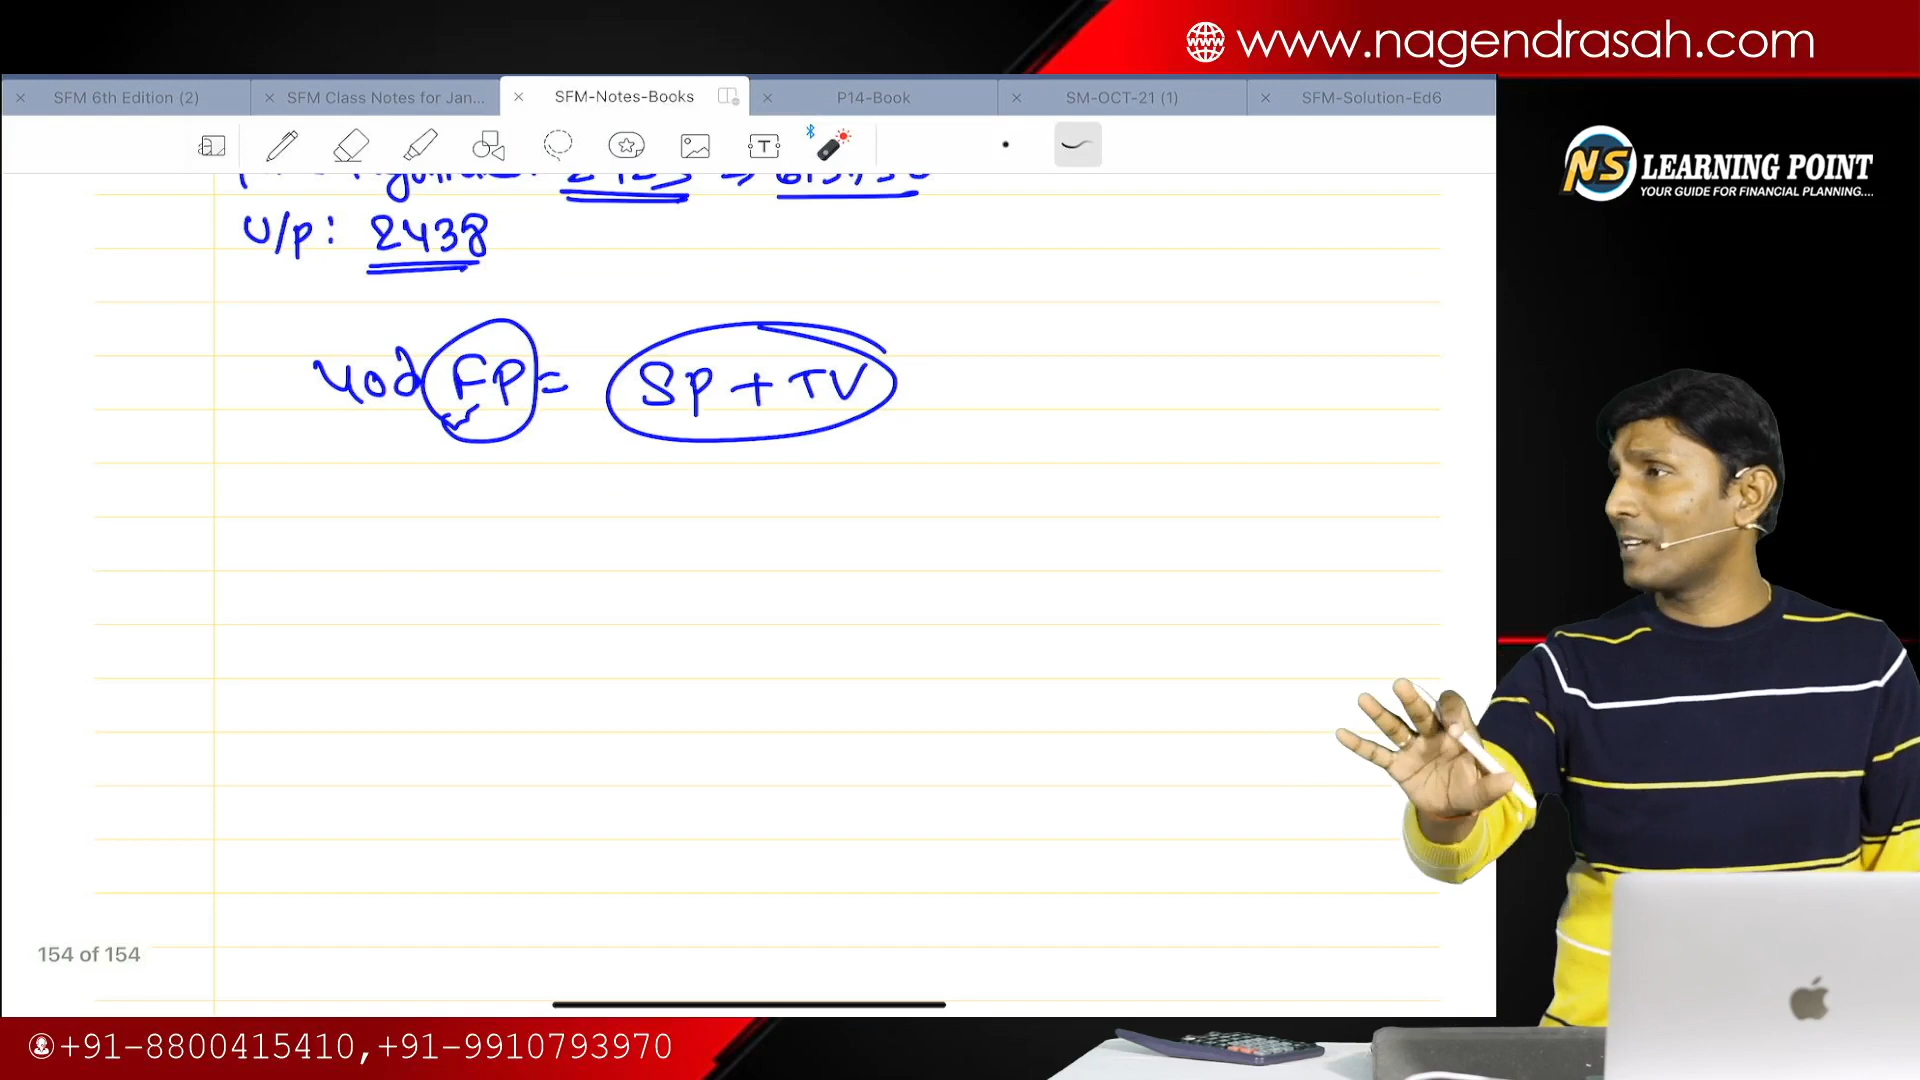 www.nagendrasah.com
SFM 6th Edition (2)
SFM Class Notes for Jan...
SFM-Notes-Books
P14-Book
SM-OCT-21 (1)
SFM-Solution-Ed6
NS LEARNING POINT
YOUR GUIDE FOR FINANCIAL PLANNING....
U/p: 2438
FP = SP + TV
154 of 154
+91-8800415410,+91-9910793970